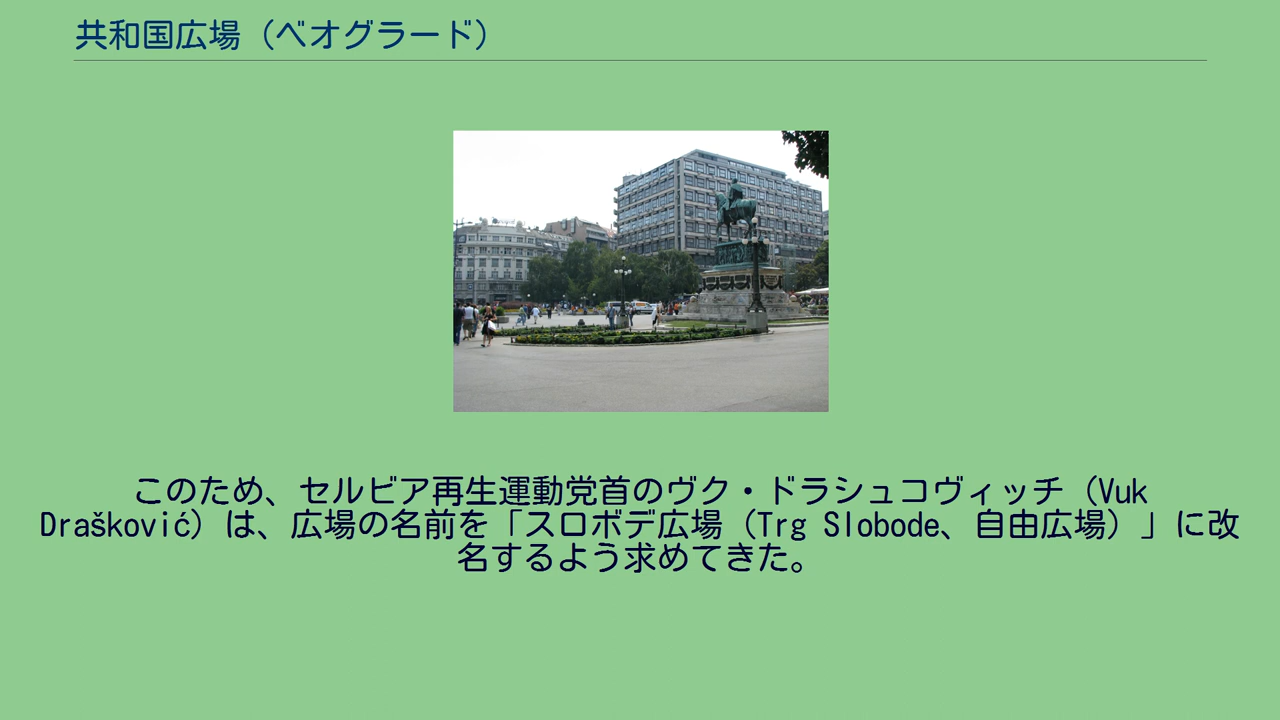 共和国広場（ベオグラード）
このため、セルビア再生運動党首のヴク・ドラシュコヴィッチ（Vuk
Drašković）は、広場の名前を「スロボデ広場（Trg Slobode、自由広場）」に改
名するよう求めてきた。